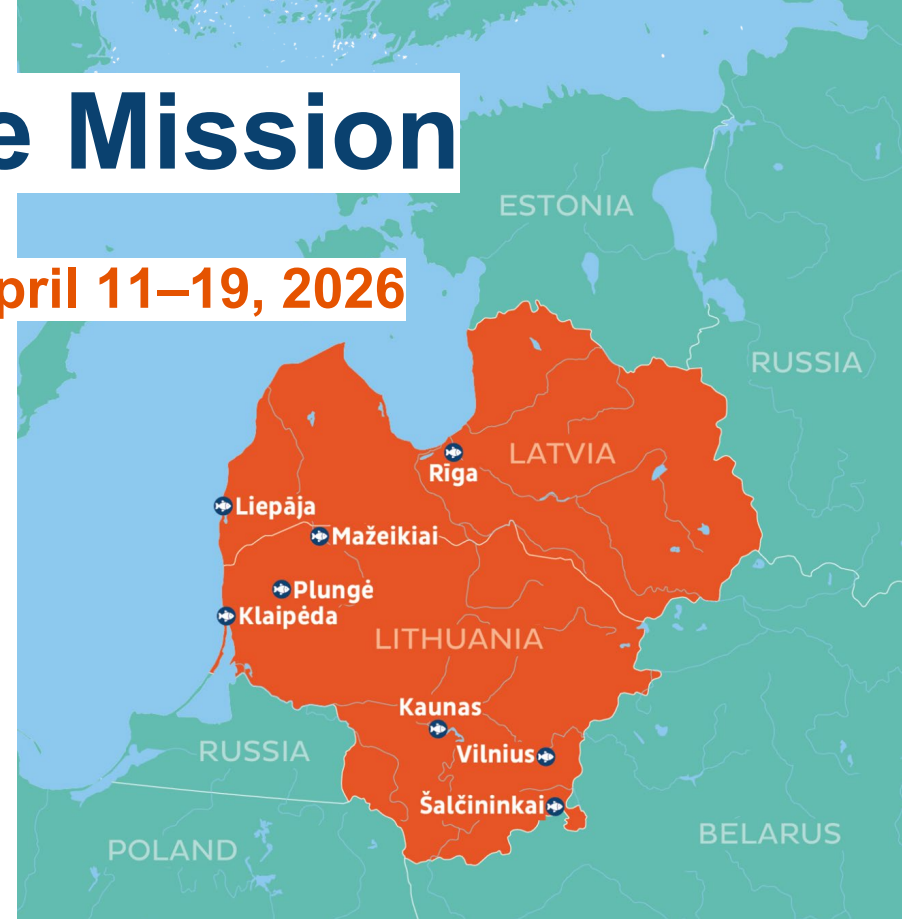 e Mission
pril 11–19, 2026
ESTONIA
RUSSIA
LATVIA
Rīga
Liepāja
Mažeikiai
Plungė
Klaipėda
LITHUANIA
Kaunas
Vilnius
RUSSIA
Šalčininkai
BELARUS
POLAND